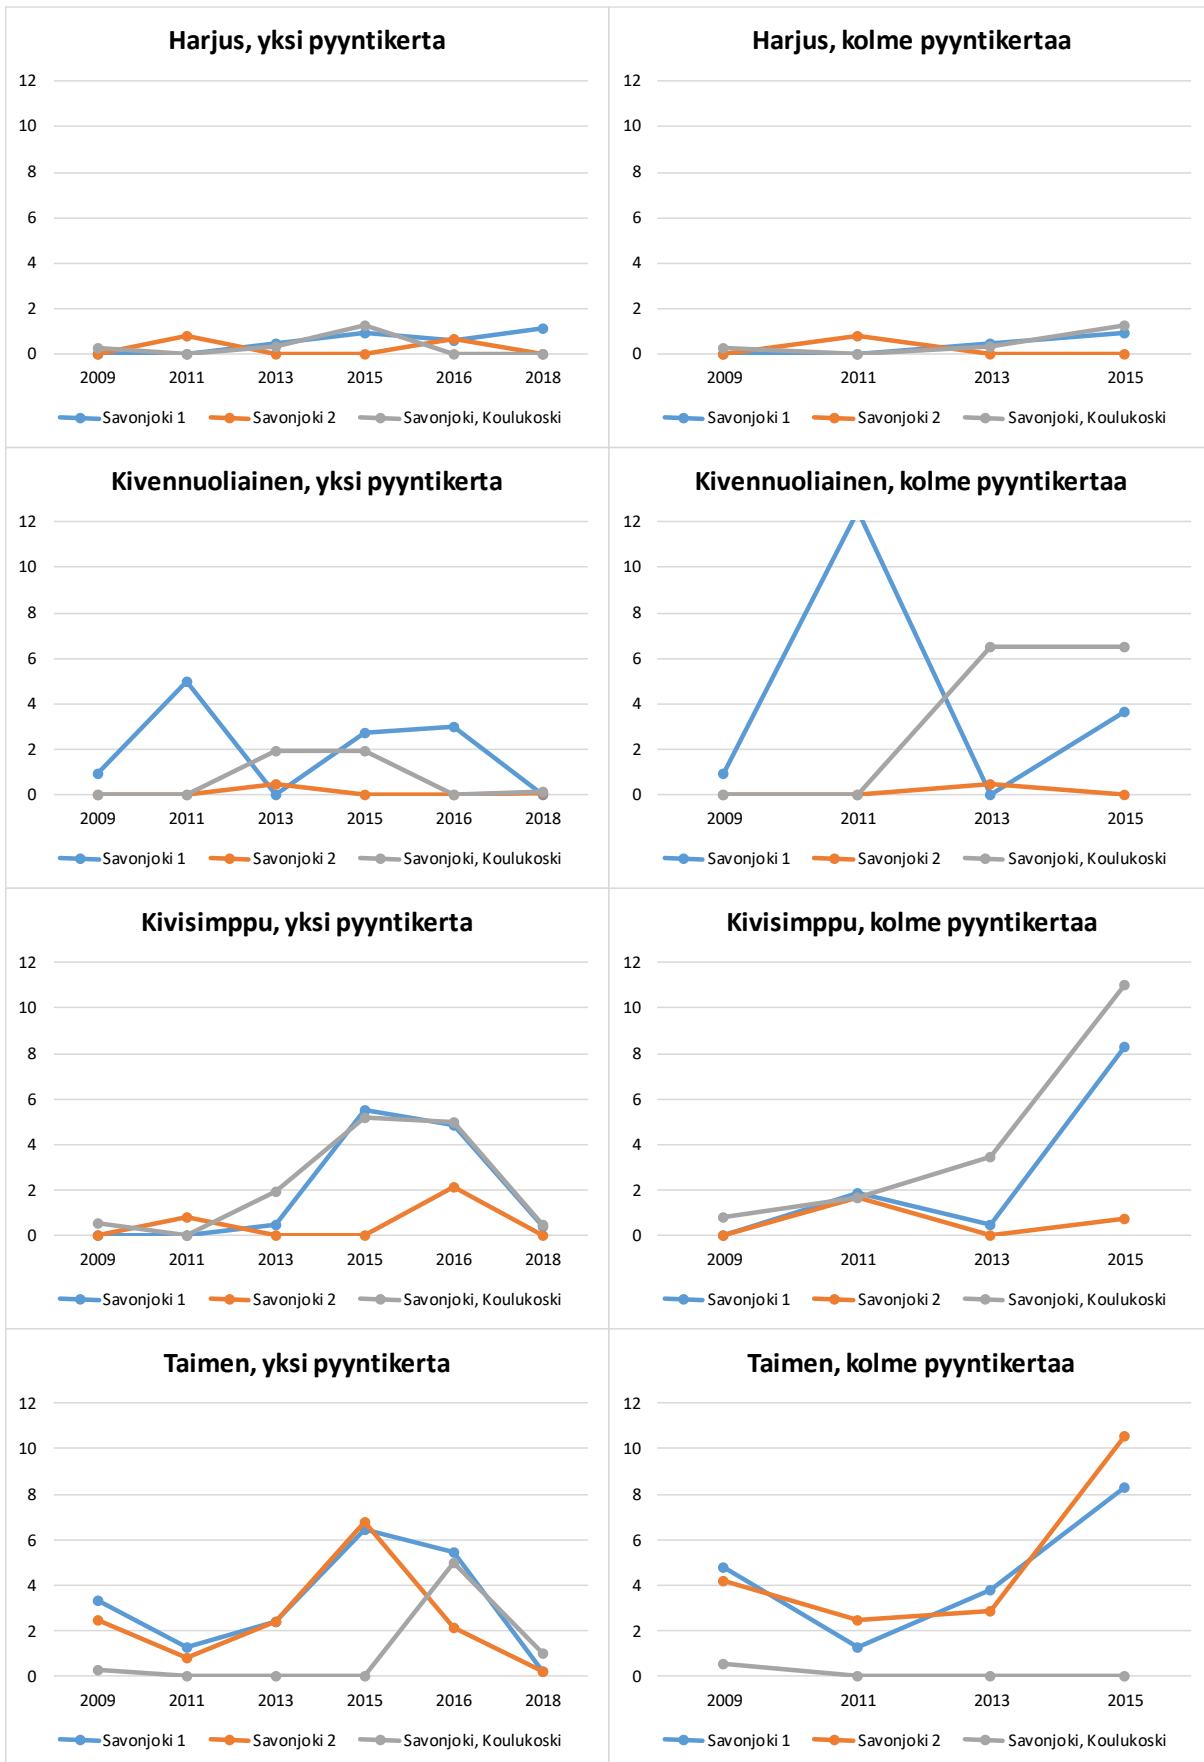 Harjus, yksi pyyntikerta
12
10
8
6
4
2
0
2009 2011 2013 2015 2016 2018
Savonjoki 1 Savonjoki 2 Savonjoki, Koulukoski
Harjus, kolme pyyntikertaa
12
10
8
6
4
2
0
2009 2011 2013 2015
Savonjoki 1 Savonjoki 2 Savonjoki, Koulukoski
Kivennuoliainen, yksi pyyntikerta
12
10
8
6
4
2
0
2009 2011 2013 2015 2016 2018
Savonjoki 1 Savonjoki 2 Savonjoki, Koulukoski
Kivennuoliainen, kolme pyyntikertaa
12
10
8
6
4
2
0
2009 2011 2013 2015
Savonjoki 1 Savonjoki 2 Savonjoki, Koulukoski
Kivisimppu, yksi pyyntikerta
12
10
8
6
4
2
0
2009 2011 2013 2015 2016 2018
Savonjoki 1 Savonjoki 2 Savonjoki, Koulukoski
Kivisimppu, kolme pyyntikertaa
12
10
8
6
4
2
0
2009 2011 2013 2015
Savonjoki 1 Savonjoki 2 Savonjoki, Koulukoski
Taimen, yksi pyyntikerta
12
10
8
6
4
2
0
2009 2011 2013 2015 2016 2018
Savonjoki 1 Savonjoki 2 Savonjoki, Koulukoski
Taimen, kolme pyyntikertaa
12
10
8
6
4
2
0
2009 2011 2013 2015
Savonjoki 1 Savonjoki 2 Savonjoki, Koulukoski